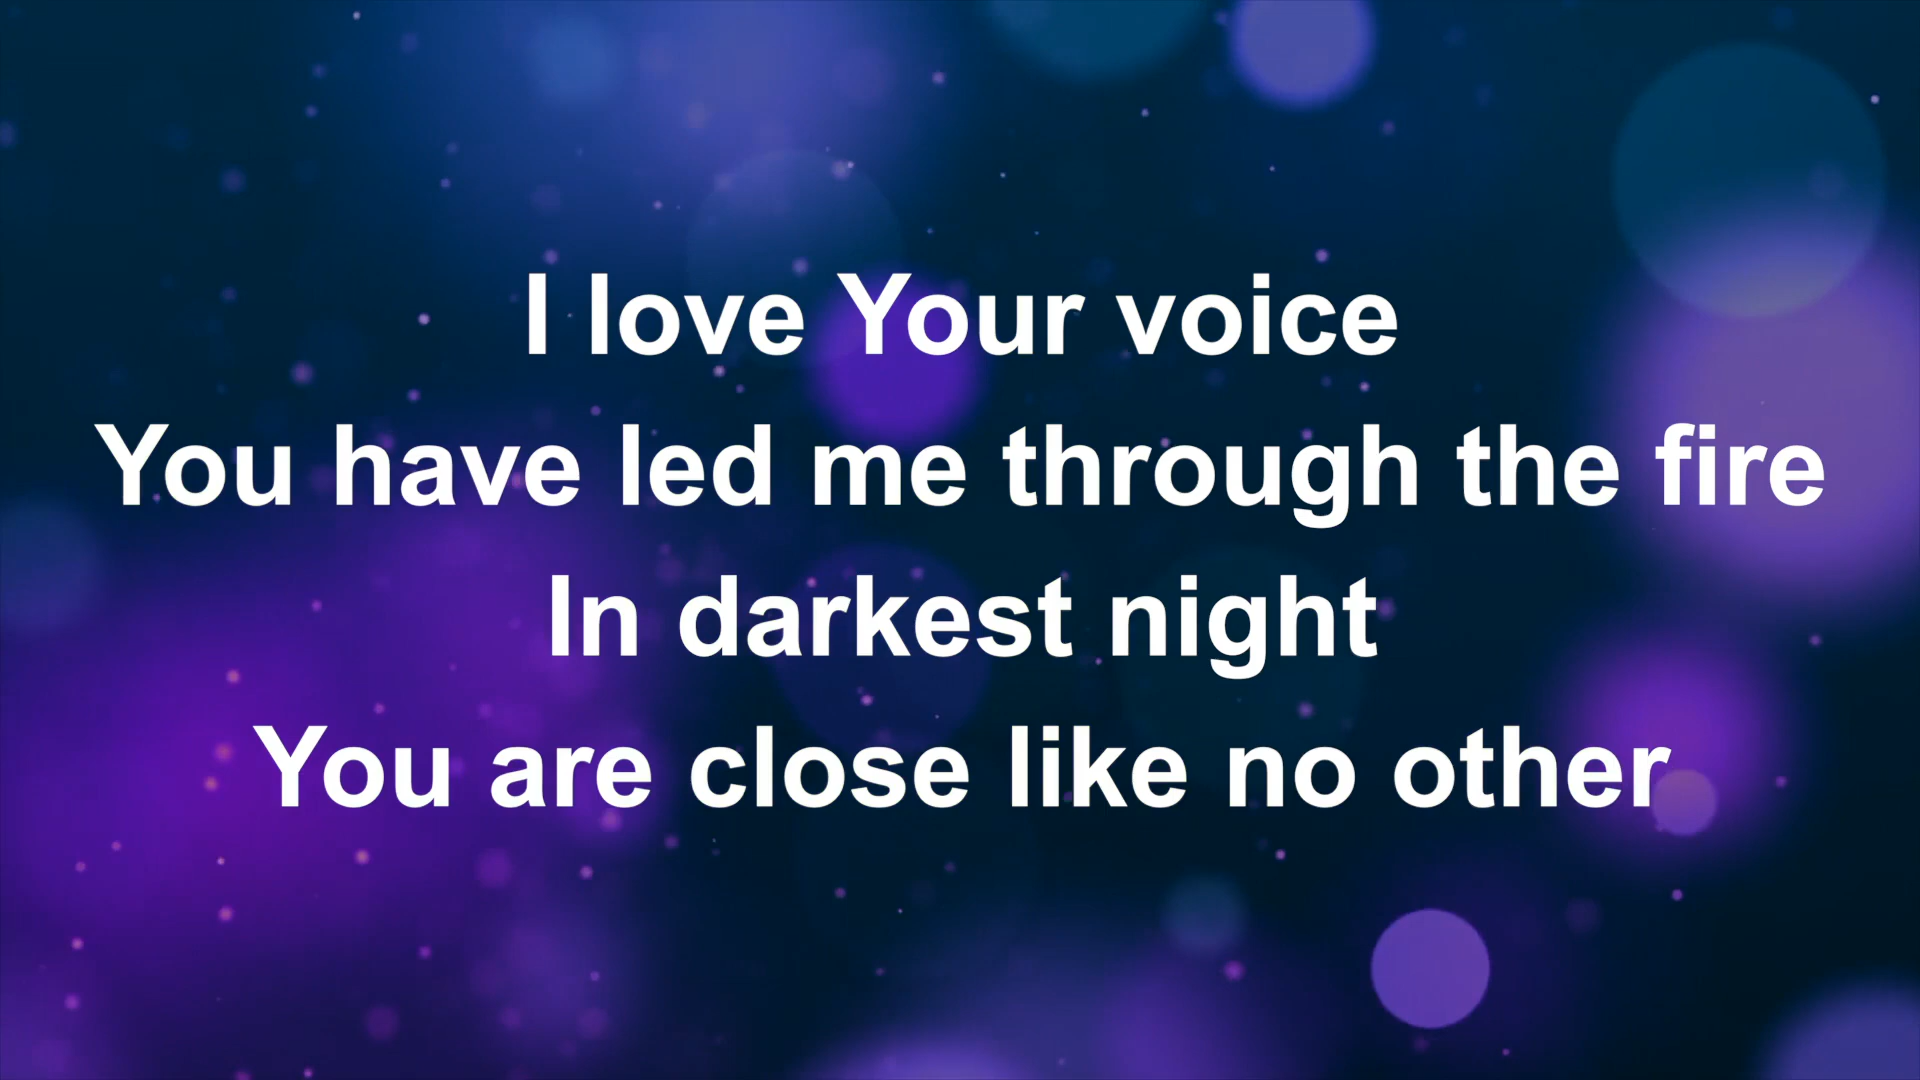 I love Your voice
You have led me through the fire
In darkest night
You are close like no other